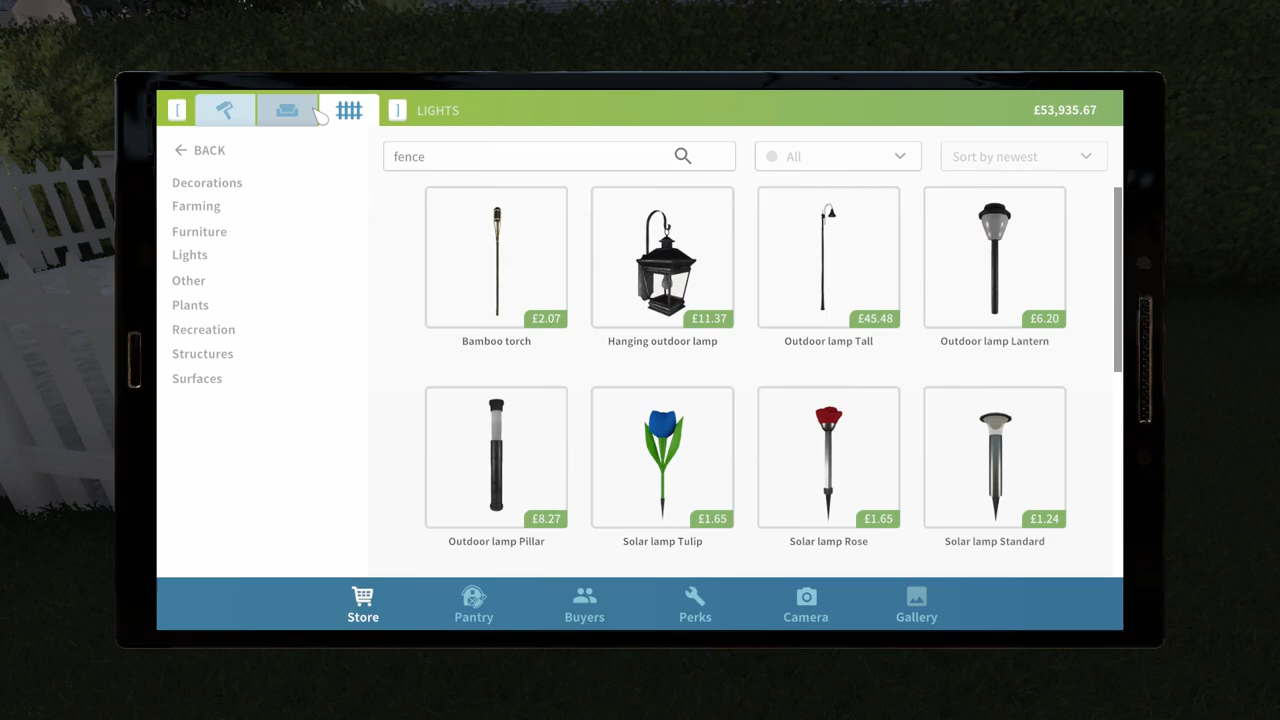 [
]
LIGHTS
£53,935.67
BACK
Decorations
Farming
Furniture
Lights
Other
Plants
Recreation
Structures
Surfaces
fence
All
Sort by newest
£2.07
£11.37
£45.48
£6.20
Bamboo torch
Hanging outdoor lamp
Outdoor lamp Tall
Outdoor lamp Lantern
£8.27
£1.65
£1.65
£1.24
Outdoor lamp Pillar
Solar lamp Tulip
Solar lamp Rose
Solar lamp Standard
Store
Pantry
Buyers
Perks
Camera
Gallery